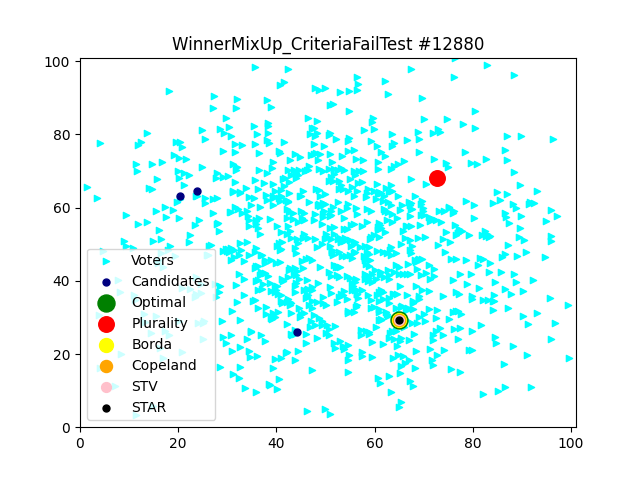 WinnerMixUp_CriteriaFailTest #12880
100
80
60
40
20
0
Voters
Candidates
Optimal
Plurality
Borda
Copeland
STV
STAR
0 20 40 60 80 100